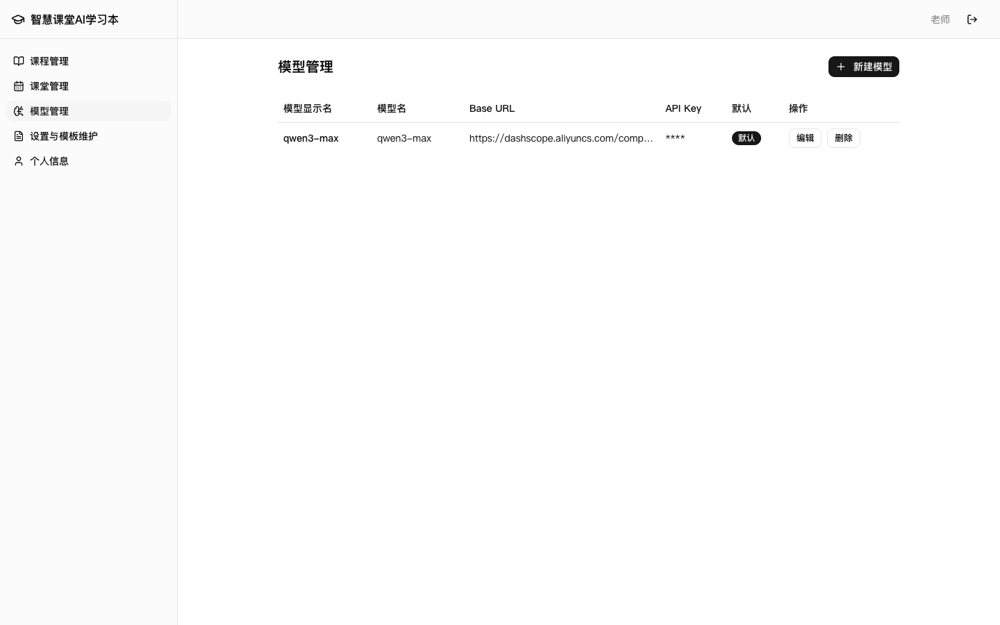 智慧课堂AI学习本
老师
课程管理
课堂管理
模型管理
设置与模板维护
个人信息
模型管理
新建模型
模型显示名 模型名 Base URL API Key 默认 操作
qwen3-max qwen3-max https://dashscope.aliyuncs.com/comp... **** 默认 编辑 删除